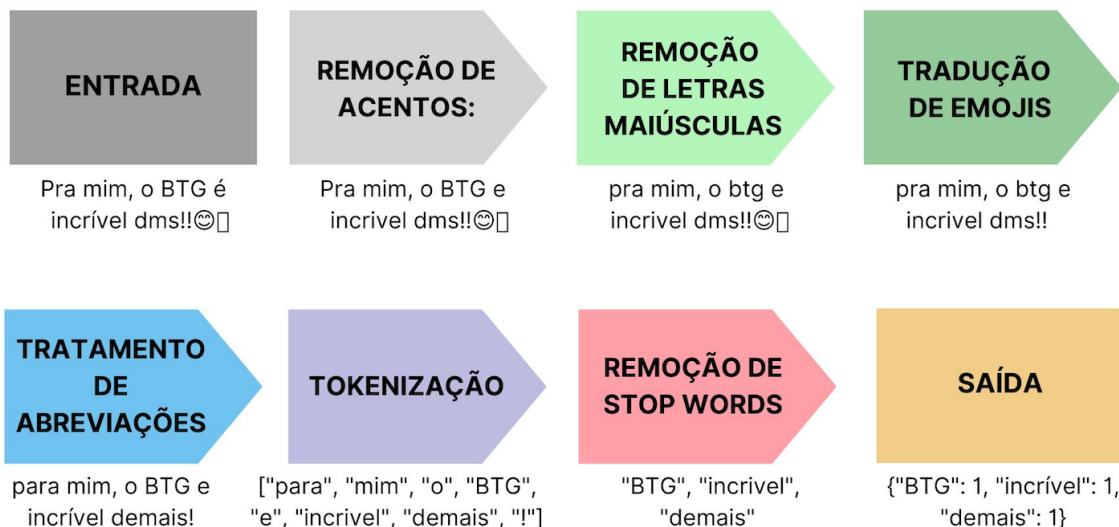 ENTRADA
Pra mim, o BTG é
incrível dms!!😊▯
REMOÇÃO DE
ACENTOS:
Pra mim, o BTG e
incrivel dms!!😊▯
REMOÇÃO
DE LETRAS
MAIÚSCULAS
pra mim, o btg e
incrivel dms!!😊▯
TRADUÇÃO
DE EMOJIS
pra mim, o btg e
incrivel dms!!
TRATAMENTO
DE
ABREVIAÇÕES
para mim, o BTG e
incrível demais!
TOKENIZAÇÃO
["para", "mim", "o", "BTG",
"e", "incrivel", "demais", "!"]
REMOÇÃO DE
STOP WORDS
"BTG", "incrivel",
"demais"
SAÍDA
{"BTG": 1, "incrível": 1,
"demais": 1}